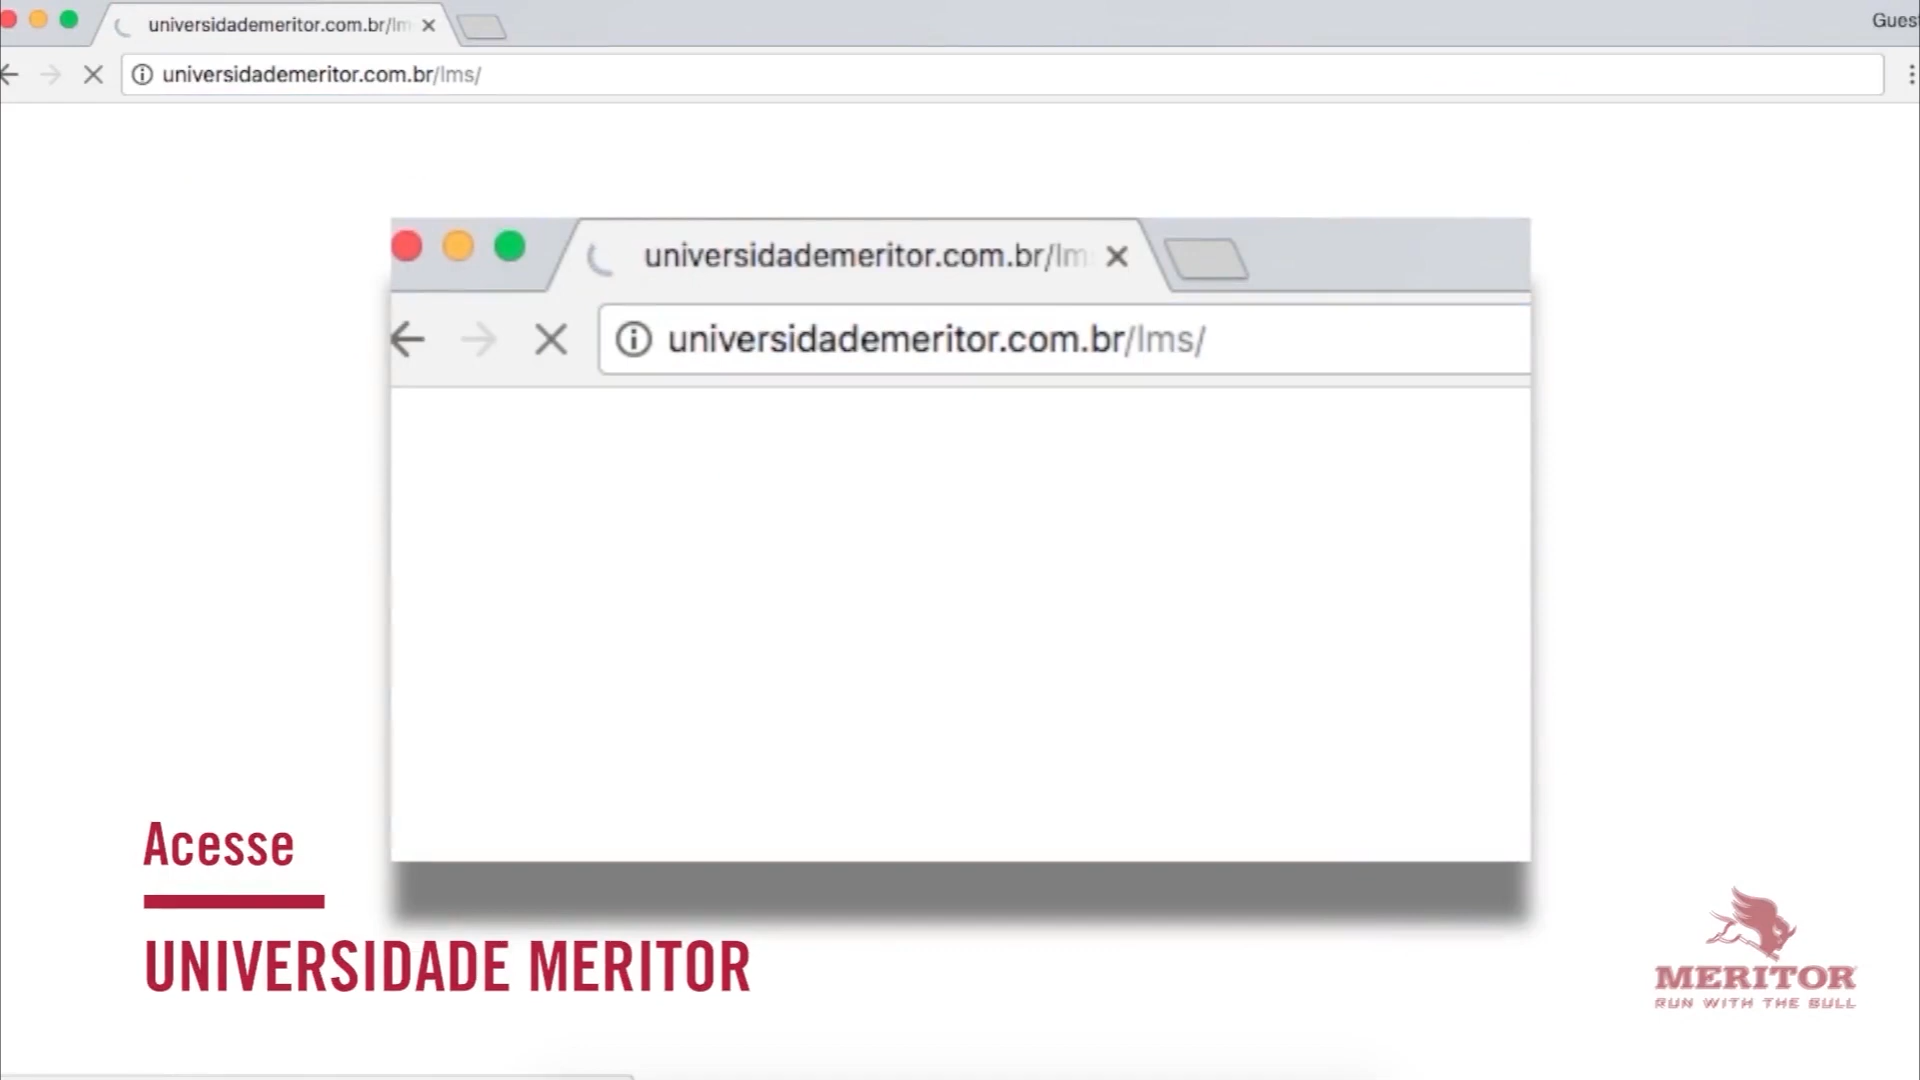 universidademeritor.com.br/lm
Gues
universidademeritor.com.br/lms/
universidademeritor.com.br/lm
universidademeritor.com.br/lms/
Acesse
UNIVERSIDADE MERITOR
MERITOR
RUN WITH THE BULL